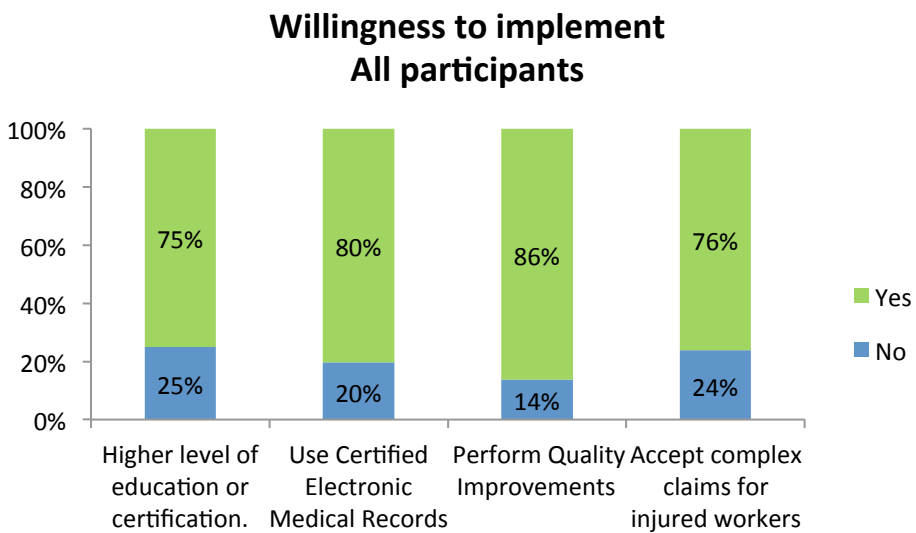 Willingness to implement
All participants
100%
80%
60%
40%
20%
0%
75%
80%
86%
76%
25%
20%
14%
24%
Yes
No
Higher level of
education or
certification.
Use Certified
Electronic
Medical Records
Perform Quality
Improvements
Accept complex
claims for
injured workers